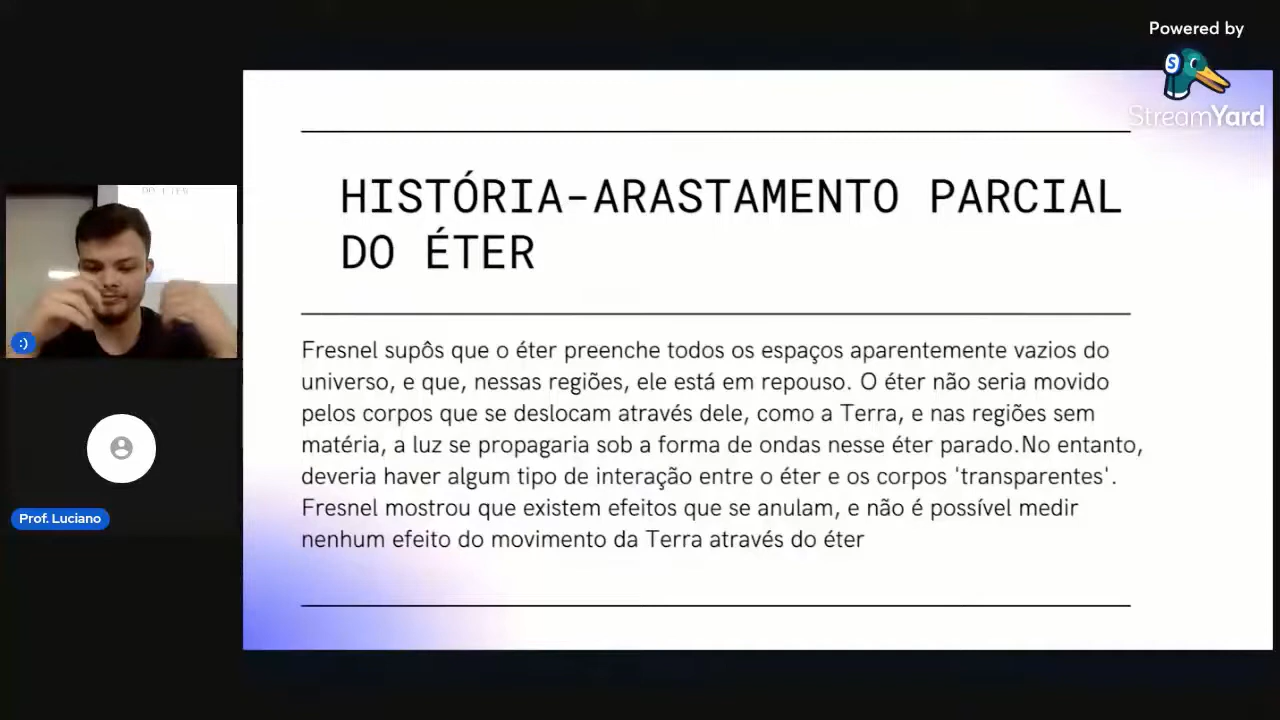 Powered by
StreamYard
HISTÓRIA-ARASTAMENTO PARCIAL
DO ÉTER
Fresnel supôs que o éter preenche todos os espaços aparentemente vazios do
universo, e que, nessas regiões, ele está em repouso. O éter não seria movido
pelos corpos que se deslocam através dele, como a Terra, e nas regiões sem
matéria, a luz se propagaria sob a forma de ondas nesse éter parado.No entanto,
deveria haver algum tipo de interação entre o éter e os corpos 'transparentes'.
Fresnel mostrou que existem efeitos que se anulam, e não é possível medir
nenhum efeito do movimento da Terra através do éter
:)
Prof. Luciano